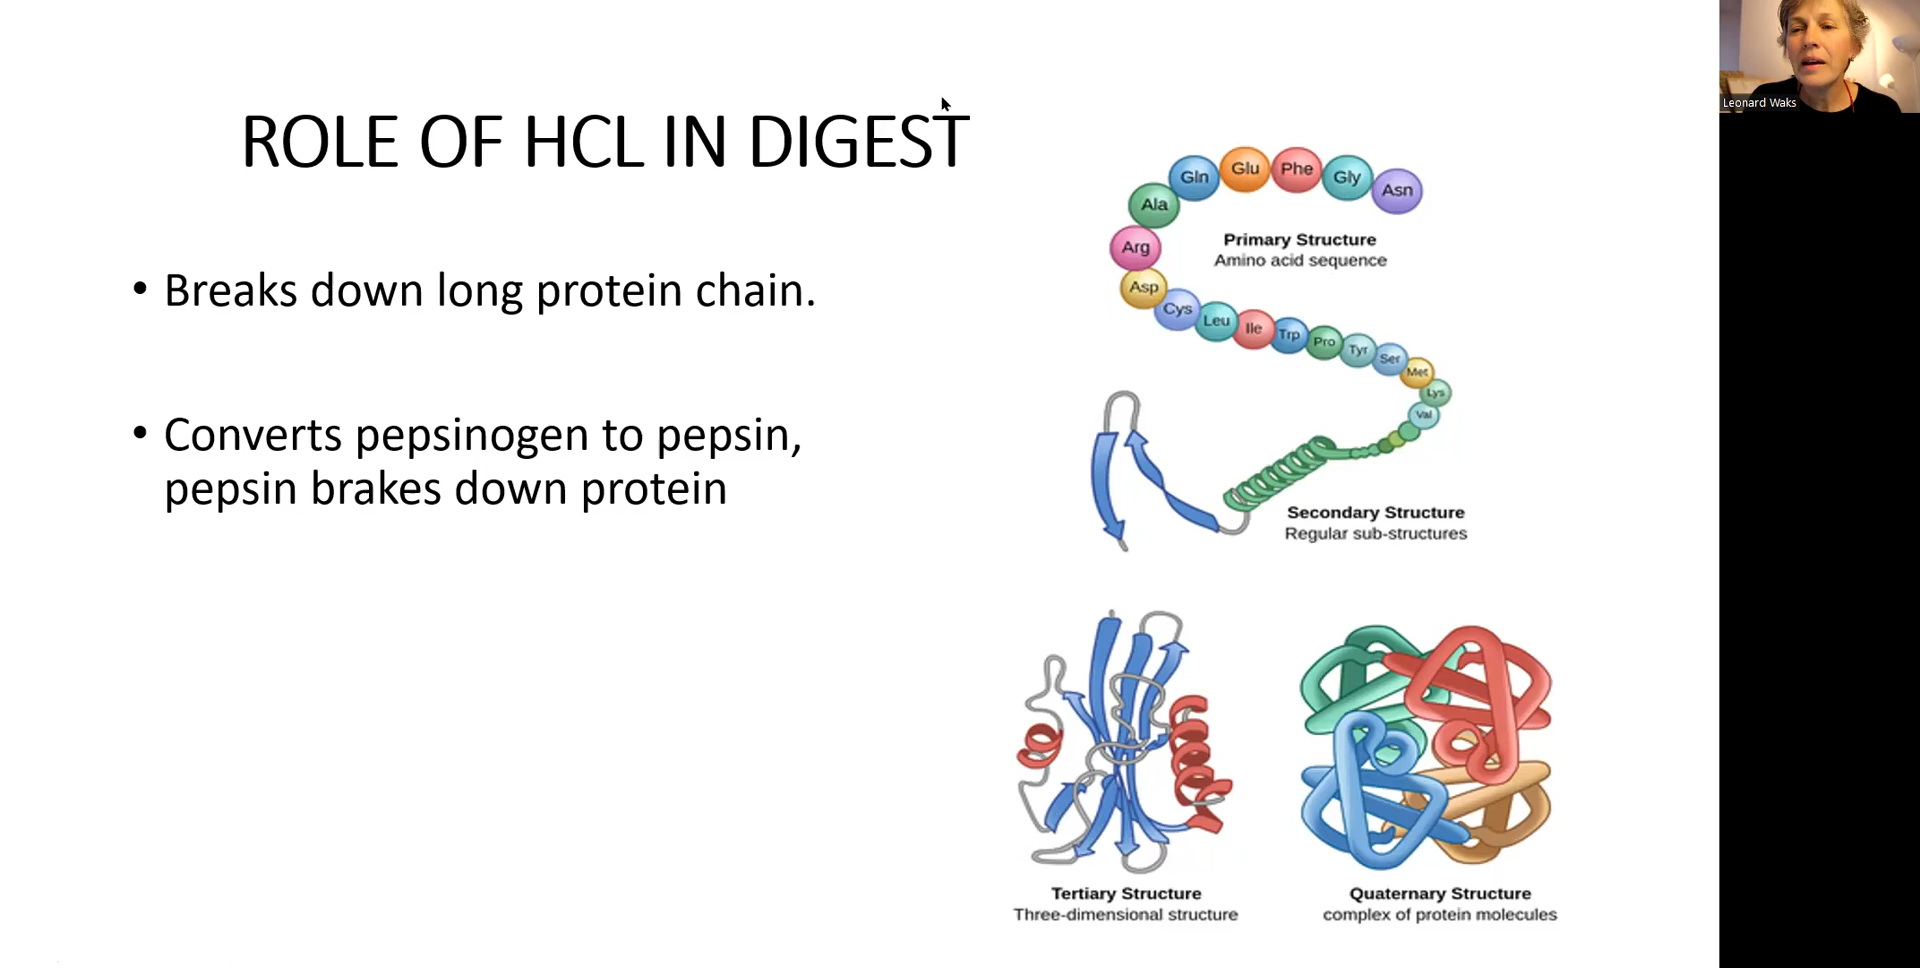 ROLE OF HCL IN DIGEST
• Breaks down long protein chain.
• Converts pepsinogen to pepsin,
pepsin brakes down protein
Gln Glu Phe Gly Asn
Ala
Arg
Asp
Cys Leu Ile Trp Pro Tyr Ser Met Lys Val
Primary Structure
Amino acid sequence
Secondary Structure
Regular sub-structures
Tertiary Structure
Three-dimensional structure
Quaternary Structure
complex of protein molecules
Leonard Waks